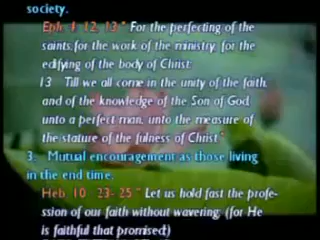 society.
Eph. 4: 12, 13 " For the perfecting of the
saints, for the work of the ministry, for the
edifying of the body of Christ:
13 Till we all come in the unity of the faith,
and of the knowledge of the Son of God,
unto a perfect man, unto the measure of
the stature of the fulness of Christ "
3. Mutual encouragement as those living
in the end time.
Heb. 10: 23-25 " Let us hold fast the profe-
ssion of our faith without wavering; (for He
is faithful that promised;)